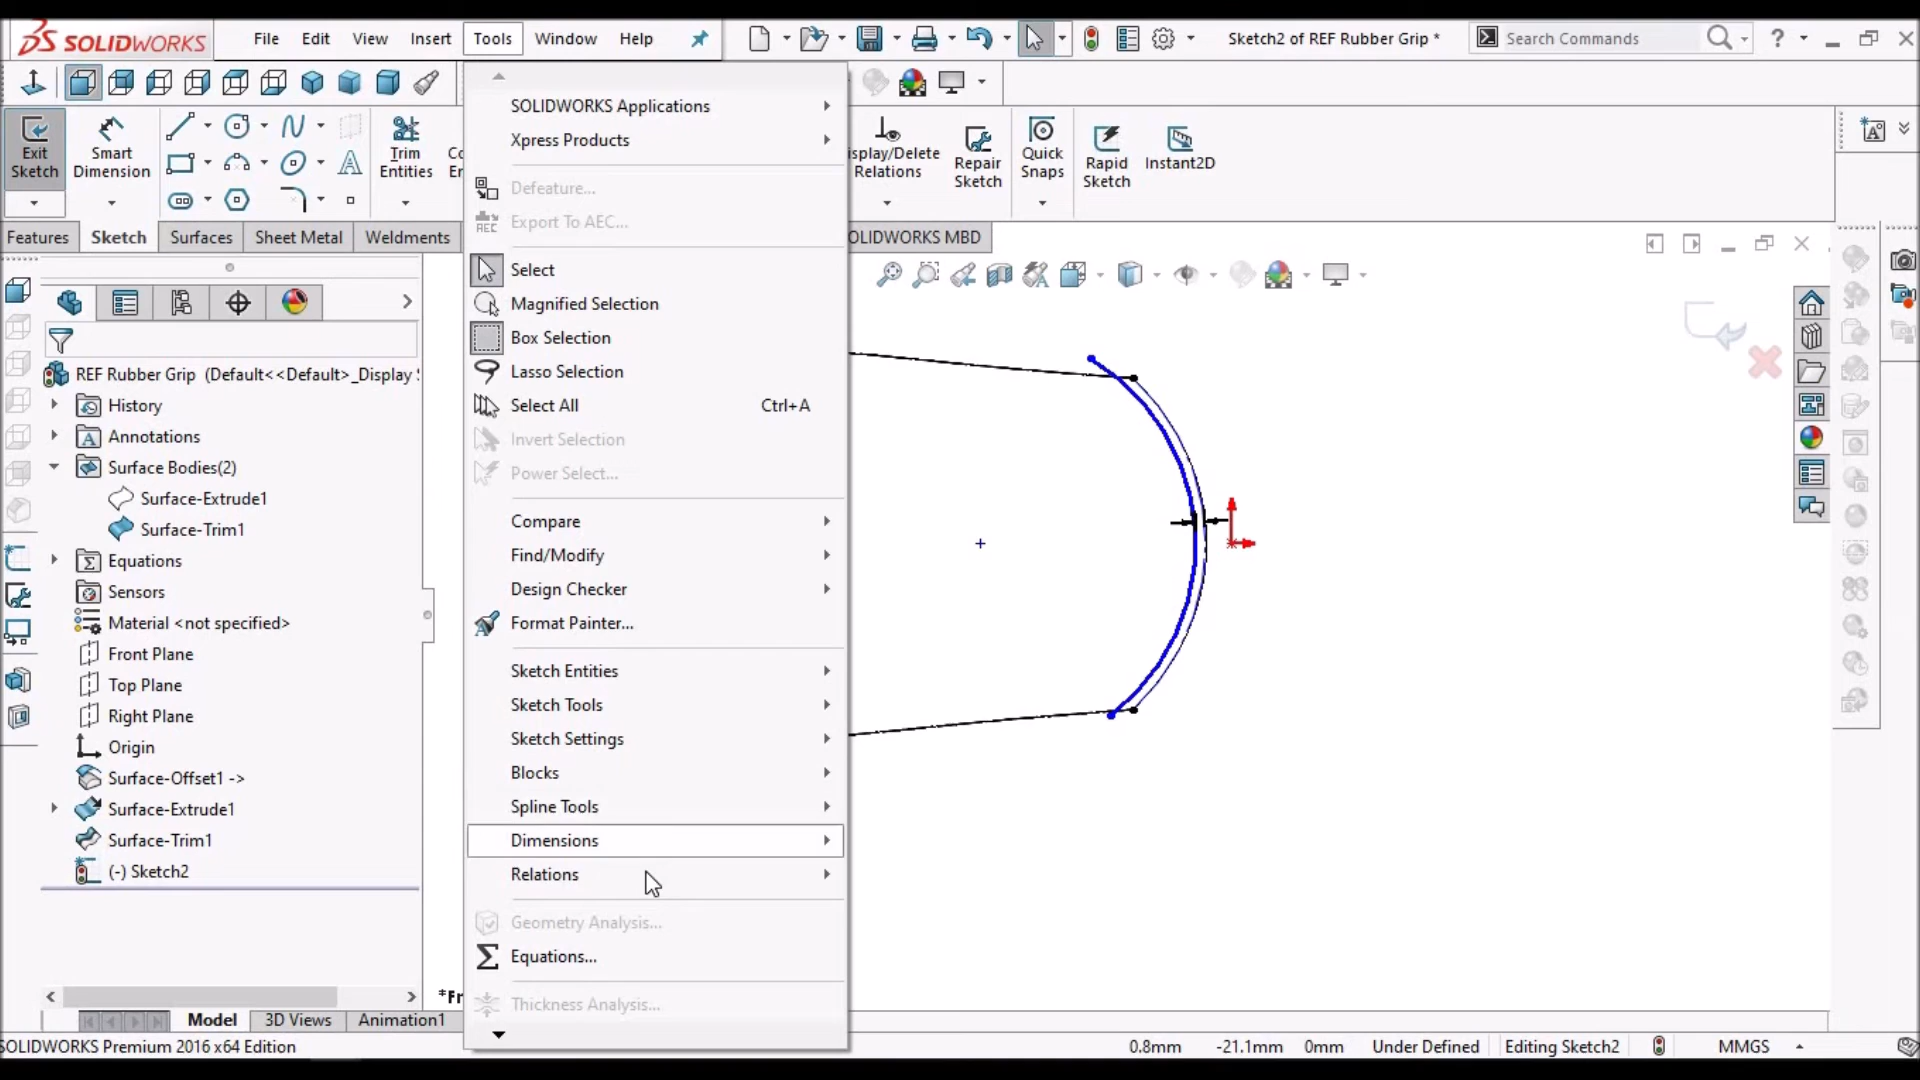 SOLIDWORKS File Edit View Insert Tools Window Help Sketch2 of REF Rubber Grip * Search Commands ?
Exit Sketch
Smart Dimension
Trim Entities
isplay/Delete Relations
Repair Sketch
Quick Snaps
Rapid Sketch
Instant2D
Features Sketch Surfaces Sheet Metal Weldments OLIDWORKS MBD
SOLIDWORKS Applications
Xpress Products
Defeature...
Export To AEC...
Select
Magnified Selection
Box Selection
Lasso Selection
Select All Ctrl+A
Invert Selection
Power Select...
Compare
Find/Modify
Design Checker
Format Painter...
Sketch Entities
Sketch Tools
Sketch Settings
Blocks
Spline Tools
Dimensions
Relations
Geometry Analysis...
Equations...
Thickness Analysis...
REF Rubber Grip (Default<<Default>_Display
History
Annotations
Surface Bodies(2)
Surface-Extrude1
Surface-Trim1
Equations
Sensors
Material <not specified>
Front Plane
Top Plane
Right Plane
Origin
Surface-Offset1 ->
Surface-Extrude1
Surface-Trim1
(-) Sketch2
*Fr
Model 3D Views Animation1
SOLIDWORKS Premium 2016 x64 Edition 0.8mm -21.1mm 0mm Under Defined Editing Sketch2 MMGS